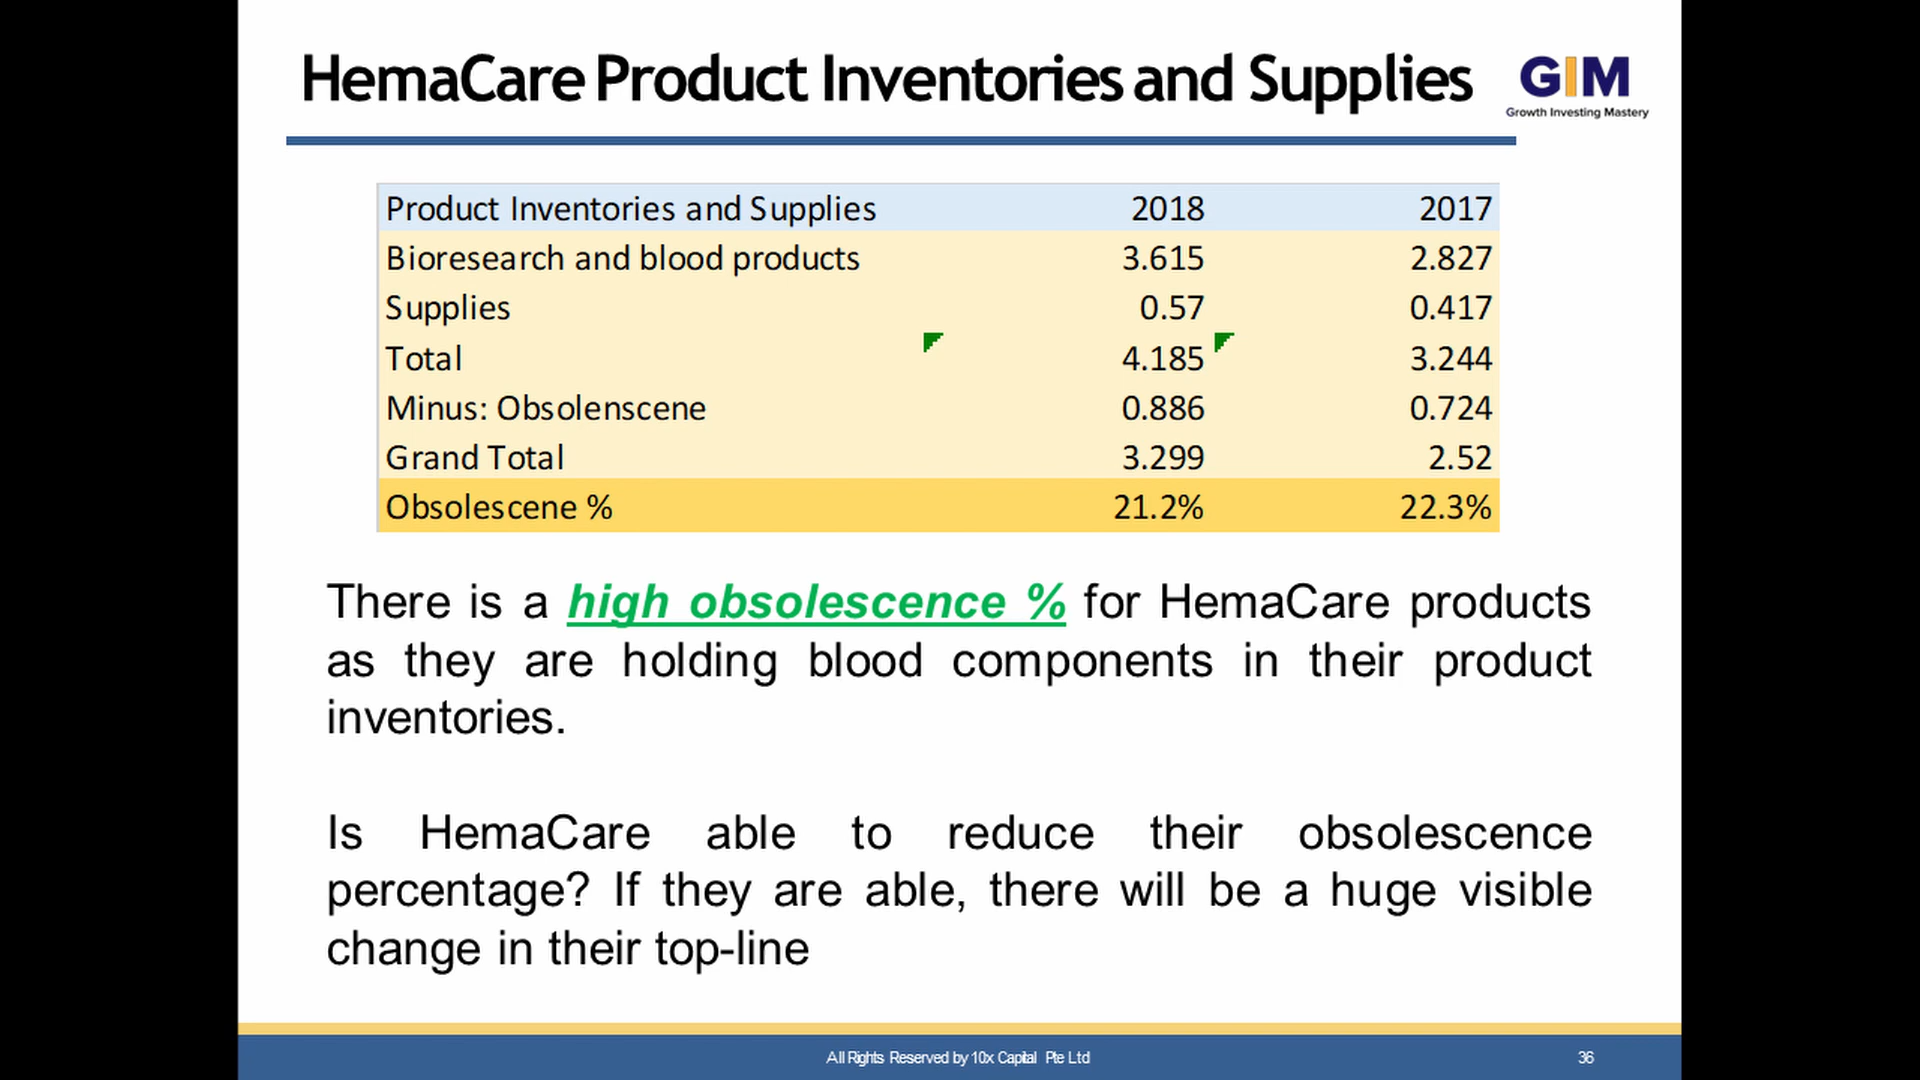 HemaCare Product Inventories and Supplies
GIM
Growth Investing Mastery
Product Inventories and Supplies 2018 2017
Bioresearch and blood products 3.615 2.827
Supplies 0.57 0.417
Total 4.185 3.244
Minus: Obsolenscene 0.886 0.724
Grand Total 3.299 2.52
Obsolescene % 21.2% 22.3%
There is a high obsolescence % for HemaCare products
as they are holding blood components in their product
inventories.
Is HemaCare able to reduce their obsolescence
percentage? If they are able, there will be a huge visible
change in their top-line
All Rights Reserved by 10x Capital Pte Ltd
36